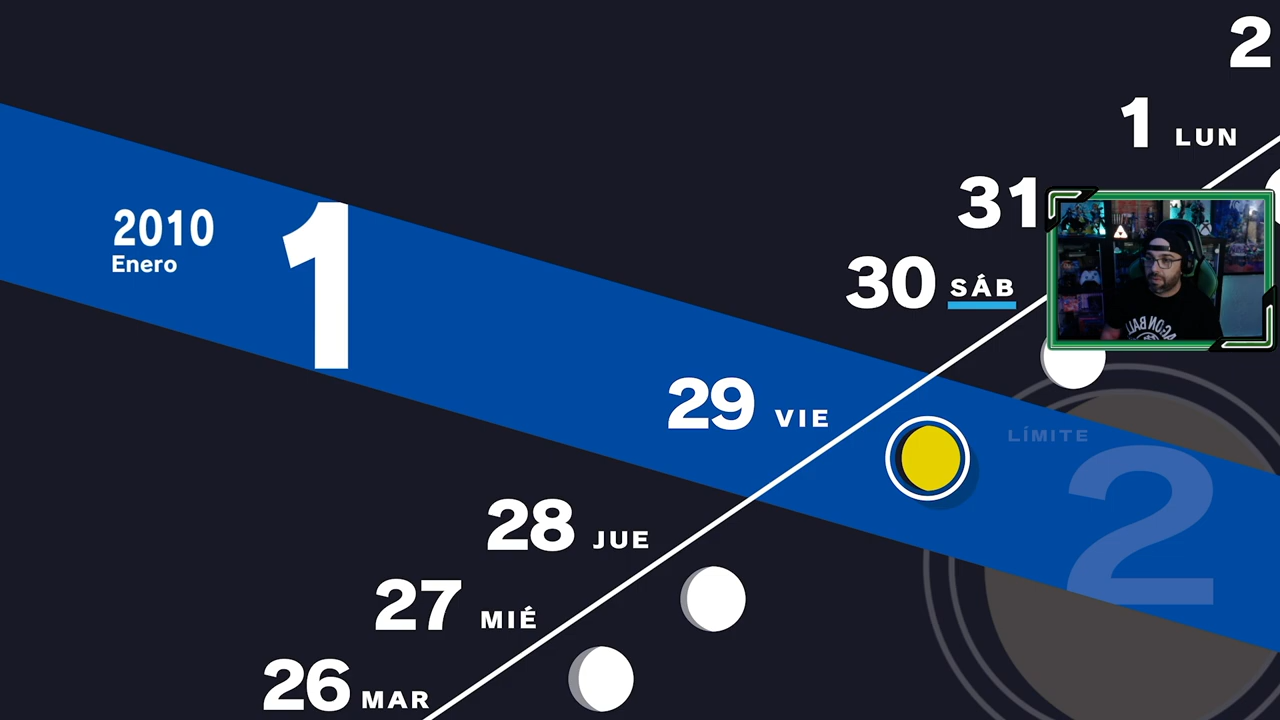 2
1 LUN
31
30 SÁB
2010
Enero
1
29 VIE
LÍMITE
2
28 JUE
27 MIÉ
26 MAR